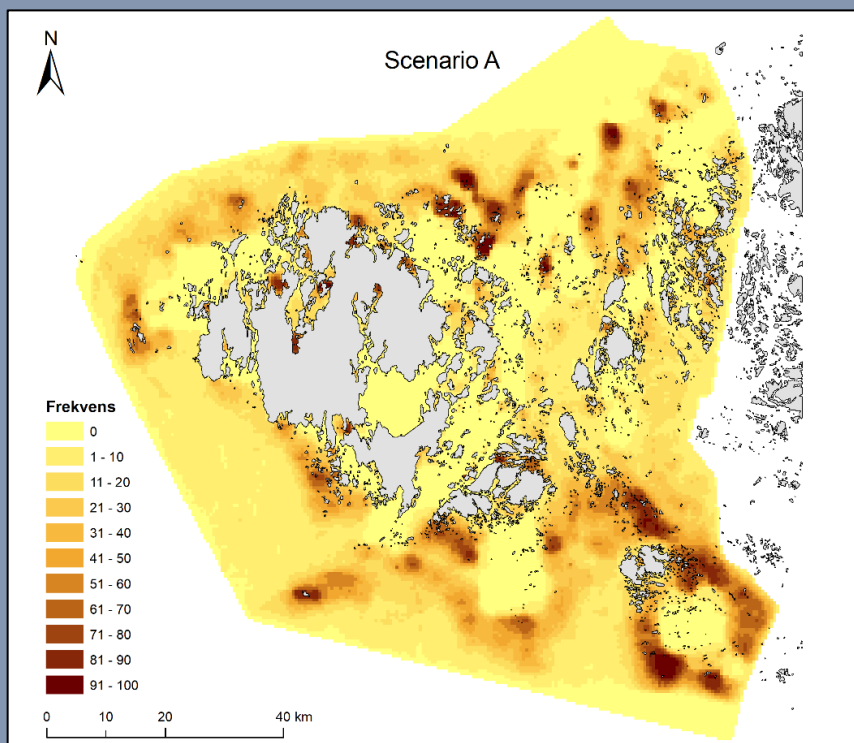 N
Scenario A
Frekvens
0
1 - 10
11 - 20
21 - 30
31 - 40
41 - 50
51 - 60
61 - 70
71 - 80
81 - 90
91 - 100
0 10 20 40 km